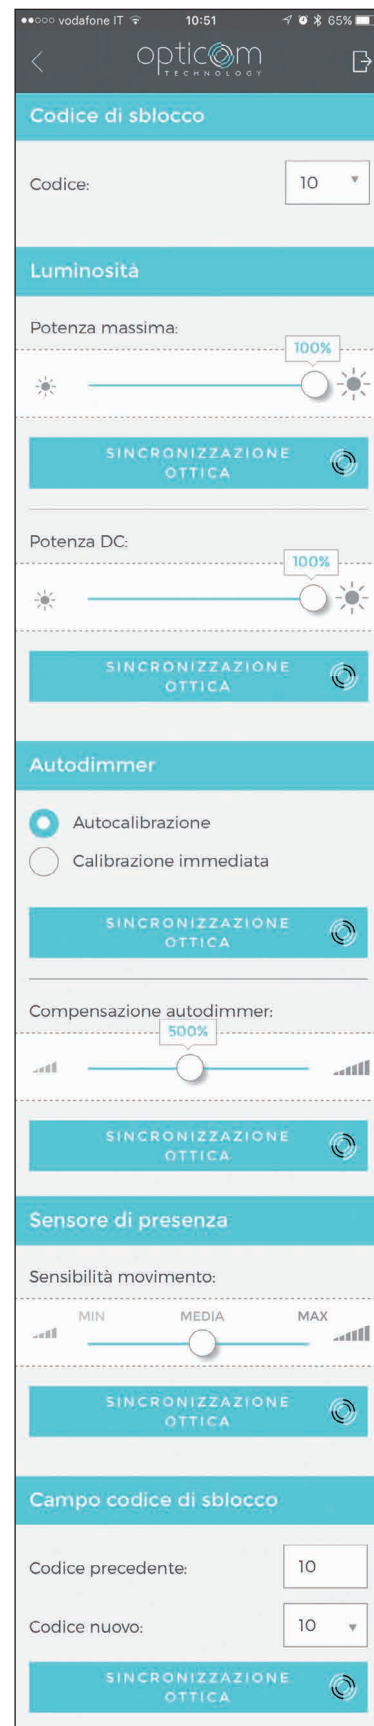 vodafone IT 10:51 65%
opticom
TECHNOLOGY
Codice di sblocco
Codice: 10
Luminosità
Potenza massima:
100%
SINCRONIZZAZIONE
OTTICA
Potenza DC:
100%
SINCRONIZZAZIONE
OTTICA
Autodimmer
Autocalibrazione
Calibrazione immediata
SINCRONIZZAZIONE
OTTICA
Compensazione autodimmer:
500%
SINCRONIZZAZIONE
OTTICA
Sensore di presenza
Sensibilità movimento:
MIN MEDIA MAX
SINCRONIZZAZIONE
OTTICA
Campo codice di sblocco
Codice precedente: 10
Codice nuovo: 10
SINCRONIZZAZIONE
OTTICA